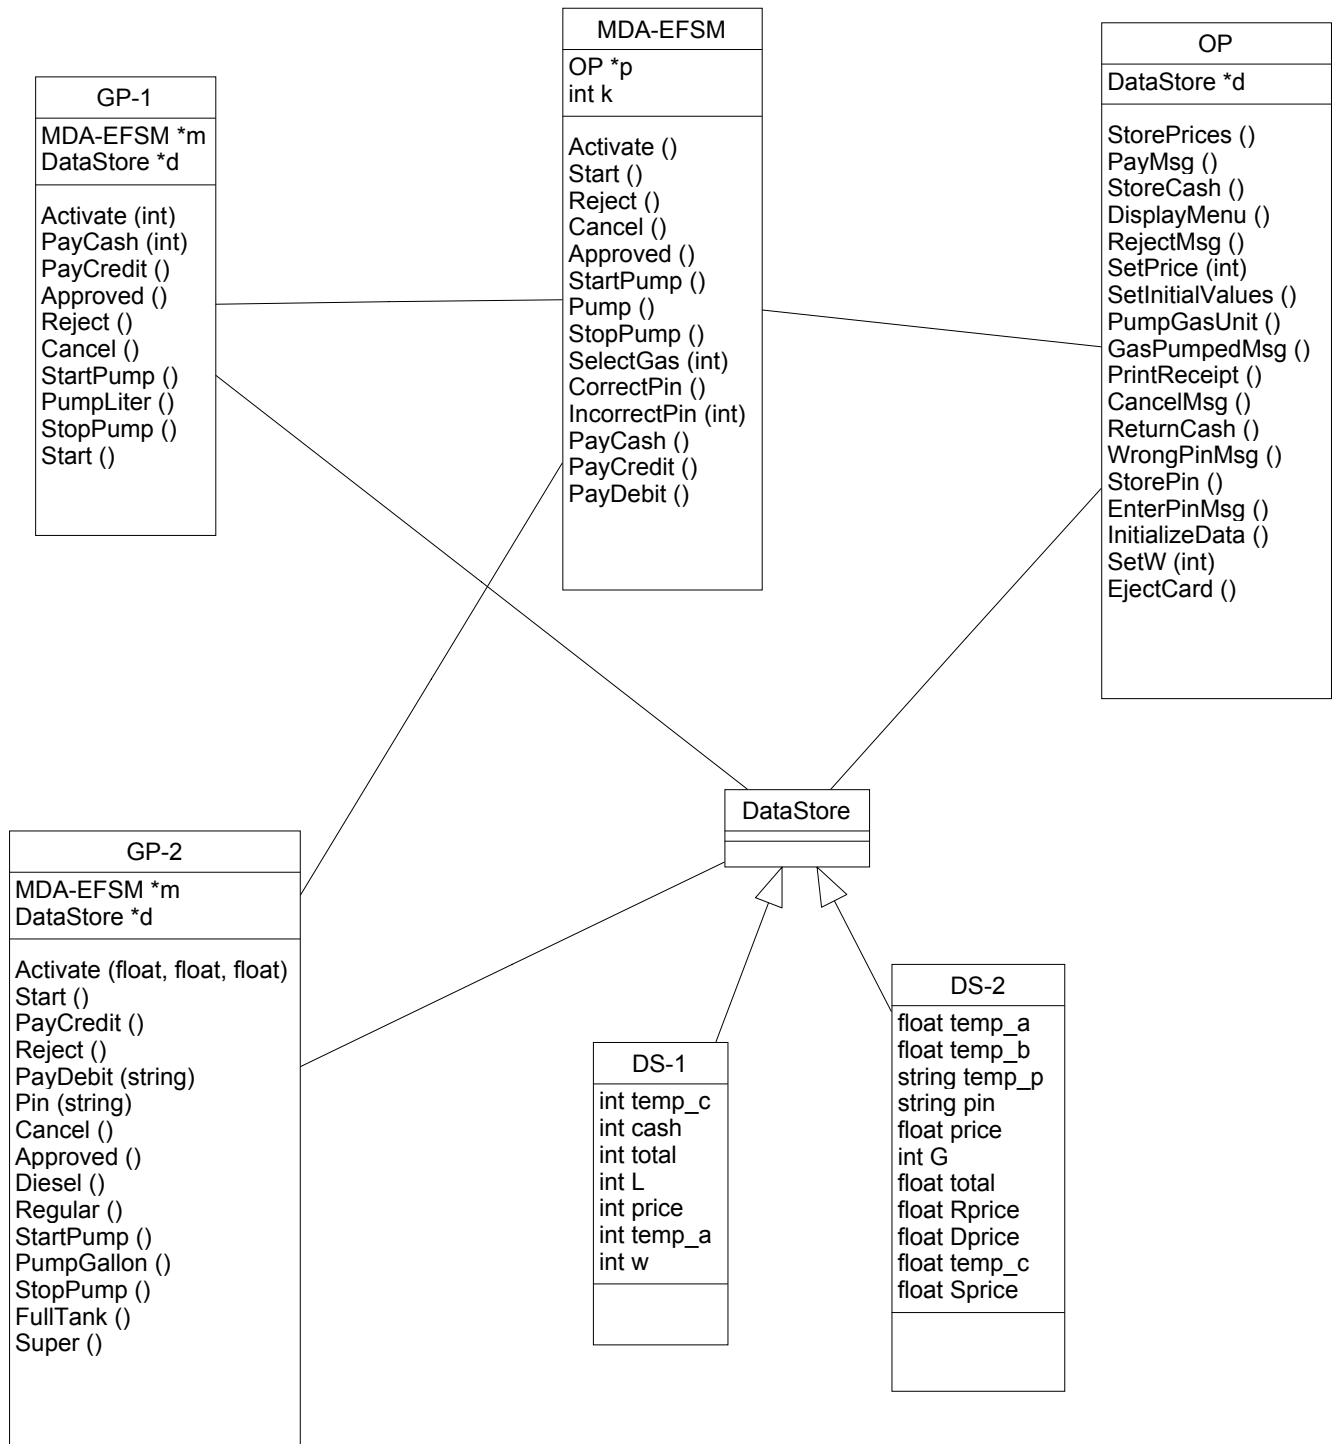 GP-1
MDA-EFSM *m
DataStore *d
Activate (int)
PayCash (int)
PayCredit ()
Approved ()
Reject ()
Cancel ()
StartPump ()
PumpLiter ()
StopPump ()
Start ()
MDA-EFSM
OP *p
int k
Activate ()
Start ()
Reject ()
Cancel ()
Approved ()
StartPump ()
Pump ()
StopPump ()
SelectGas (int)
CorrectPin ()
IncorrectPin (int)
PayCash ()
PayCredit ()
PayDebit ()
OP
DataStore *d
StorePrices ()
PayMsg ()
StoreCash ()
DisplayMenu ()
RejectMsg ()
SetPrice (int)
SetInitialValues ()
PumpGasUnit ()
GasPumpedMsg ()
PrintReceipt ()
CancelMsg ()
ReturnCash ()
WrongPinMsg ()
StorePin ()
EnterPinMsg ()
InitializeData ()
SetW (int)
EjectCard ()
DataStore
GP-2
MDA-EFSM *m
DataStore *d
Activate (float, float, float)
Start ()
PayCredit ()
Reject ()
PayDebit (string)
Pin (string)
Cancel ()
Approved ()
Diesel ()
Regular ()
StartPump ()
PumpGallon ()
StopPump ()
FullTank ()
Super ()
DS-1
int temp_c
int cash
int total
int L
int price
int temp_a
int w
DS-2
float temp_a
float temp_b
string temp_p
string pin
float price
int G
float total
float Rprice
float Dprice
float temp_c
float Sprice